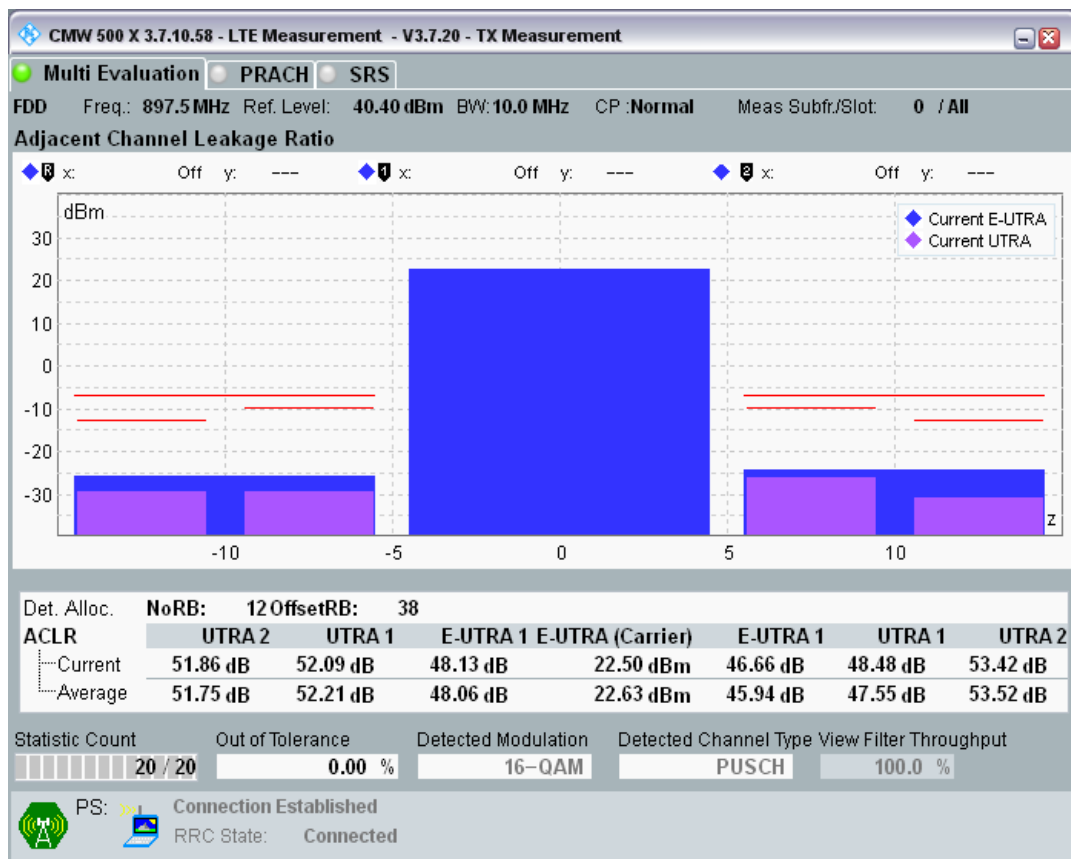 CMW 500 X 3.7.10.58 - LTE Measurement - V3.7.20 - TX Measurement
Multi Evaluation PRACH SRS
FDD Freq.: 897.5 MHz Ref. Level: 40.40 dBm BW: 10.0 MHz CP :Normal Meas Subfr./Slot: 0 / All
Adjacent Channel Leakage Ratio
R x: Off y: --- 1 x: Off y: --- 2 x: Off y: ---
dBm
Current E-UTRA
Current UTRA
30
20
10
0
-10
-20
-30
z
-10 -5 0 5 10
Det. Alloc. NoRB: 12 OffsetRB: 38
ACLR UTRA 2 UTRA 1 E-UTRA 1 E-UTRA (Carrier) E-UTRA 1 UTRA 1 UTRA 2
Current 51.86 dB 52.09 dB 48.13 dB 22.50 dBm 46.66 dB 48.48 dB 53.42 dB
Average 51.75 dB 52.21 dB 48.06 dB 22.63 dBm 45.94 dB 47.55 dB 53.52 dB
Statistic Count Out of Tolerance Detected Modulation Detected Channel Type View Filter Throughput
20 / 20 0.00 % 16-QAM PUSCH 100.0 %
PS: Connection Established
RRC State: Connected